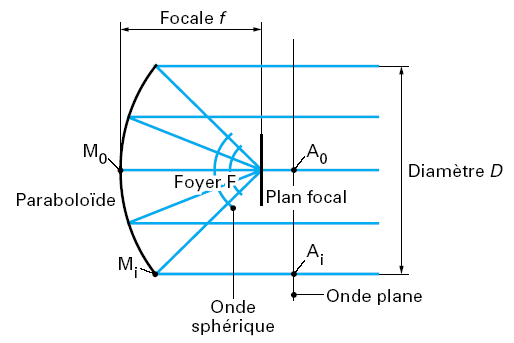 Focale f
M0
A0
Foyer F
Diamètre D
Paraboloïde
Plan focal
Mi
Ai
Onde plane
Onde
sphérique